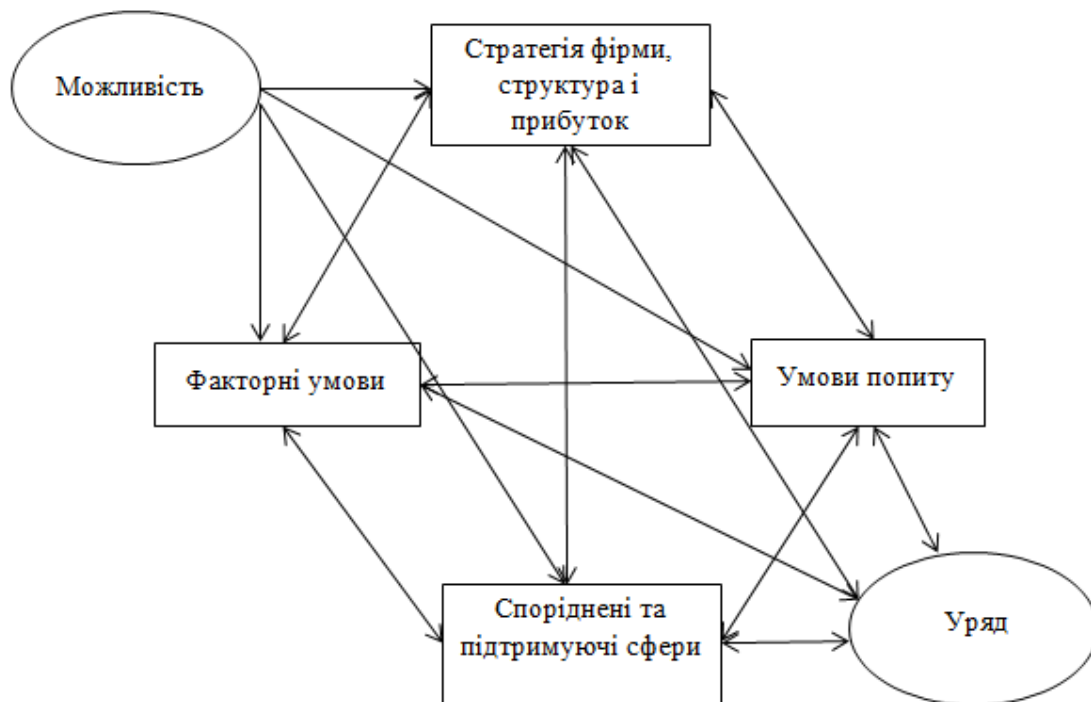 Стратегія фірми,
структура і
прибуток
Можливість
Факторні умови
Умови попиту
Споріднені та
підтримуючі сфери
Уряд